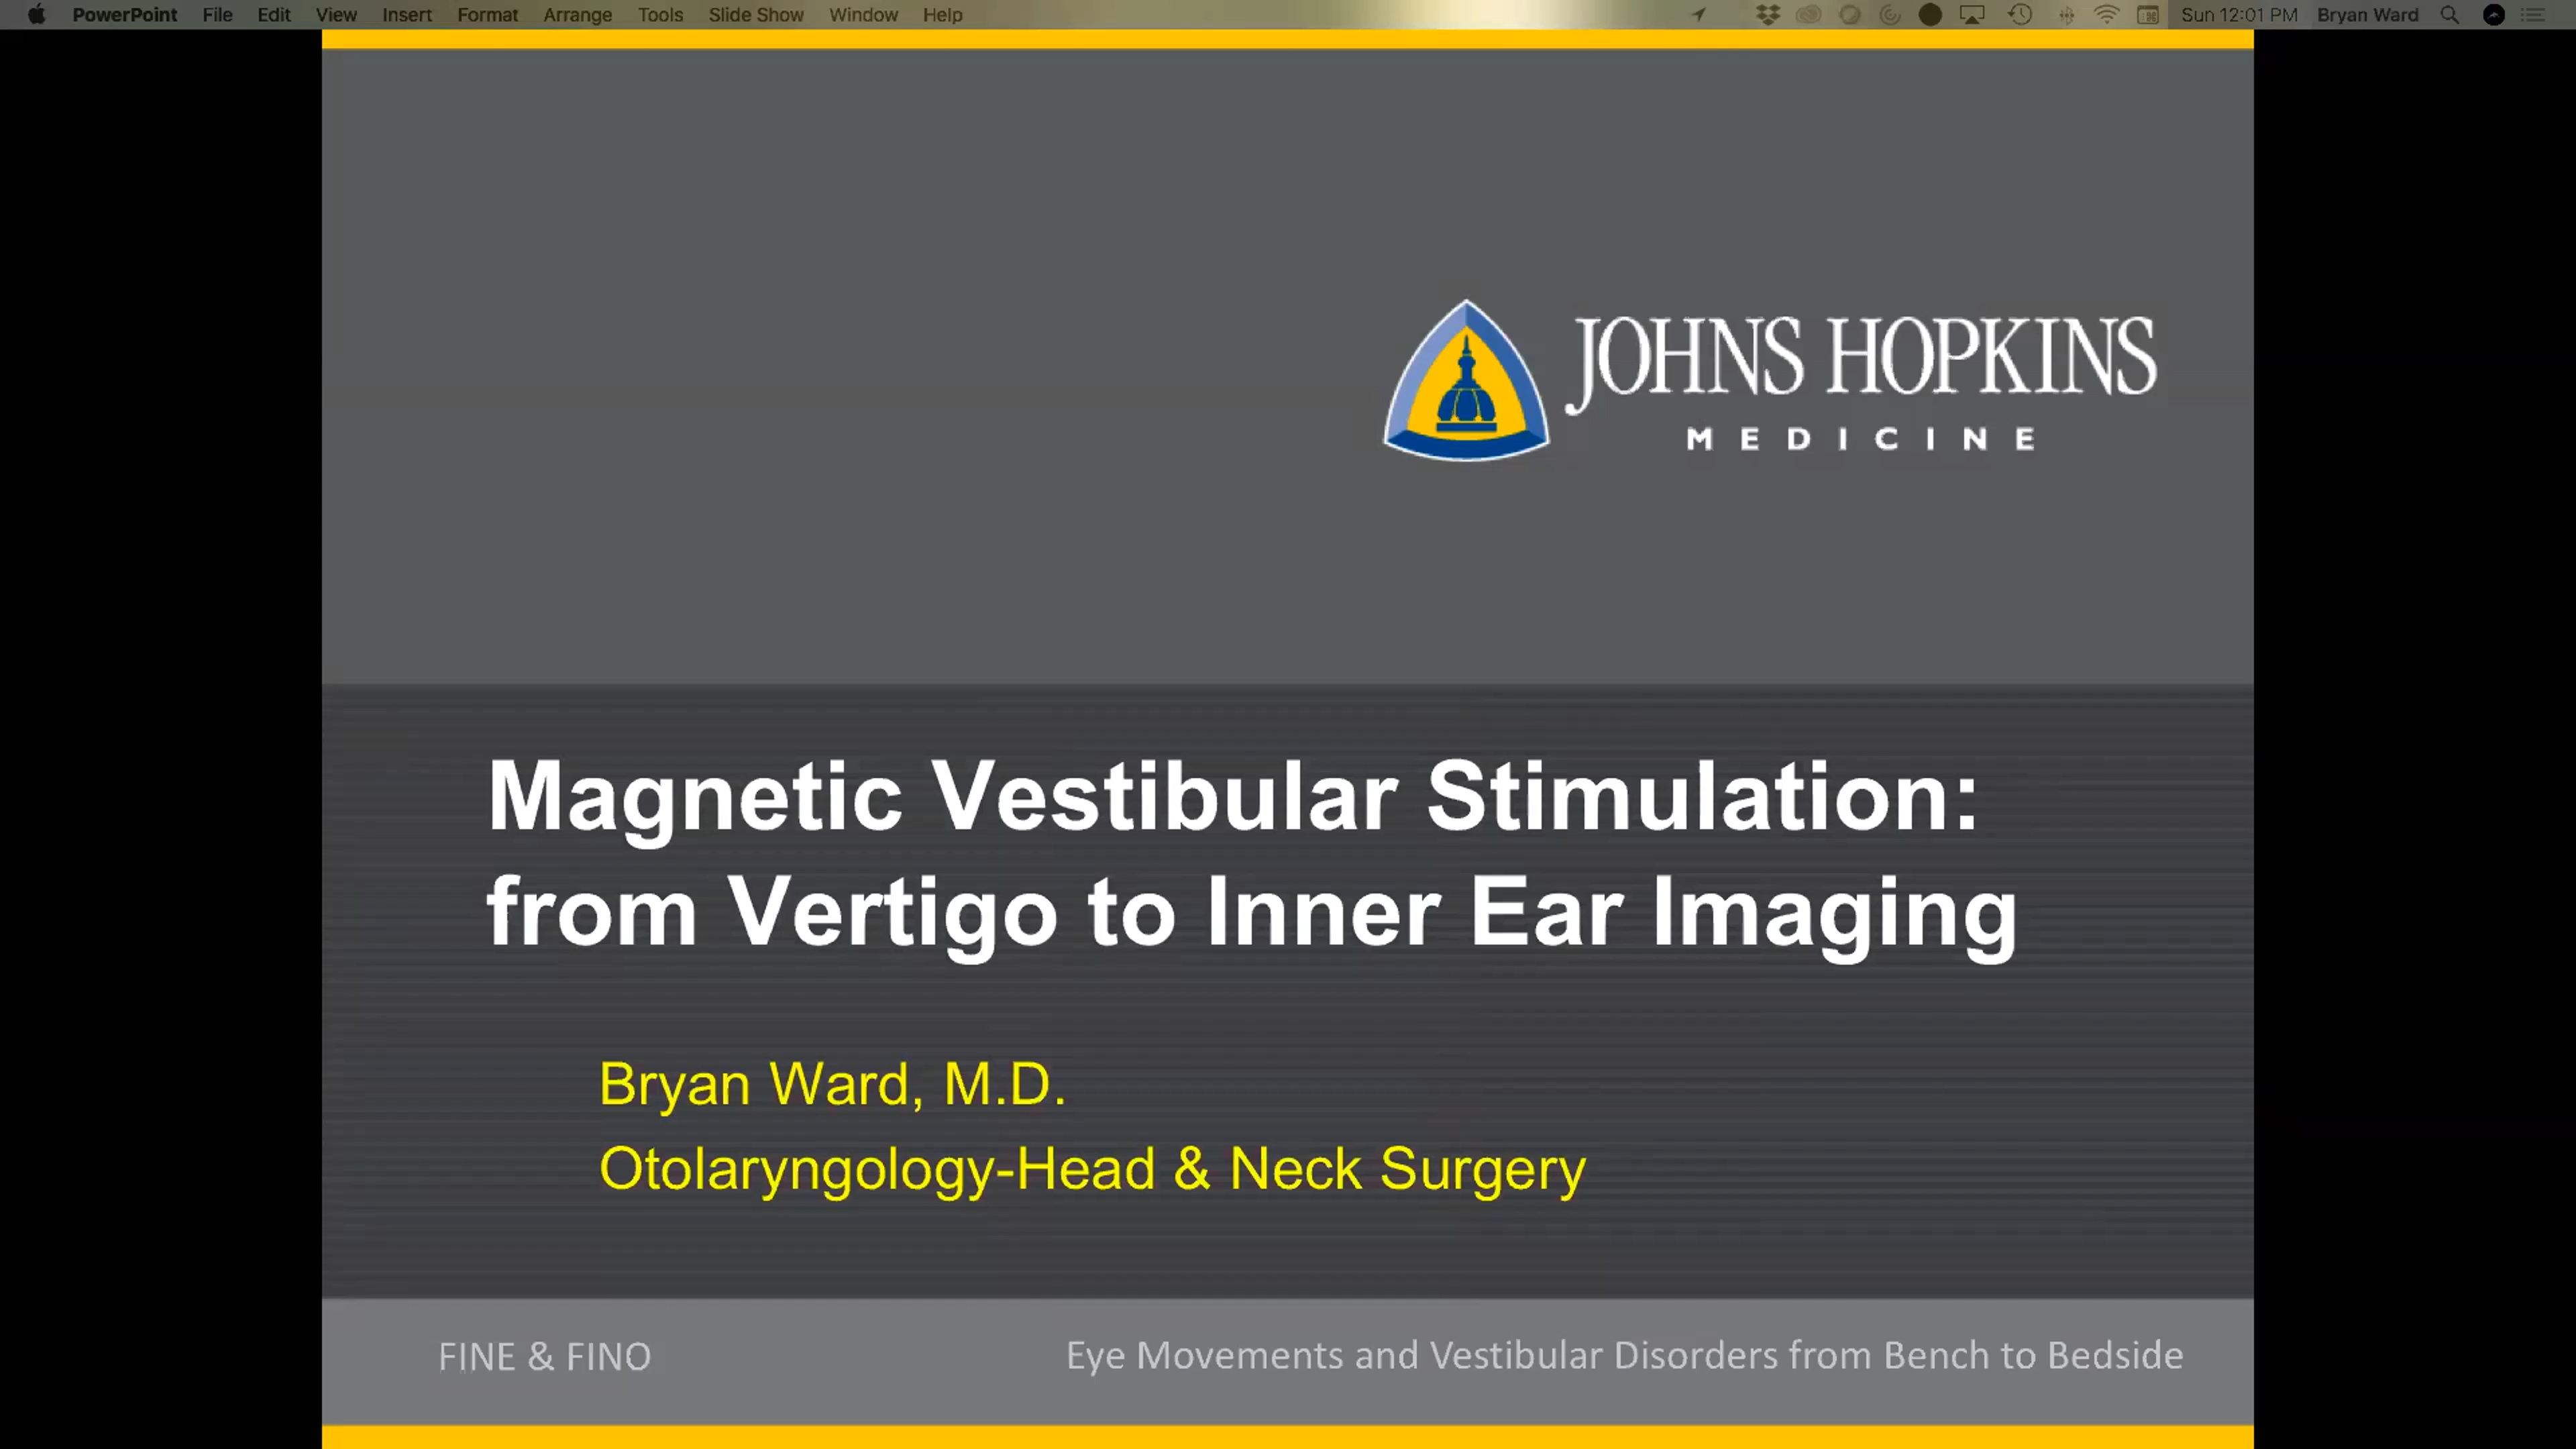 PowerPoint File Edit View Insert Format Arrange Tools Slide Show Window Help Sun 12:01 PM Bryan Ward
JOHNS HOPKINS
MEDICINE
Magnetic Vestibular Stimulation:
from Vertigo to Inner Ear Imaging
Bryan Ward, M.D.
Otolaryngology-Head & Neck Surgery
FINE & FINO Eye Movements and Vestibular Disorders from Bench to Bedside